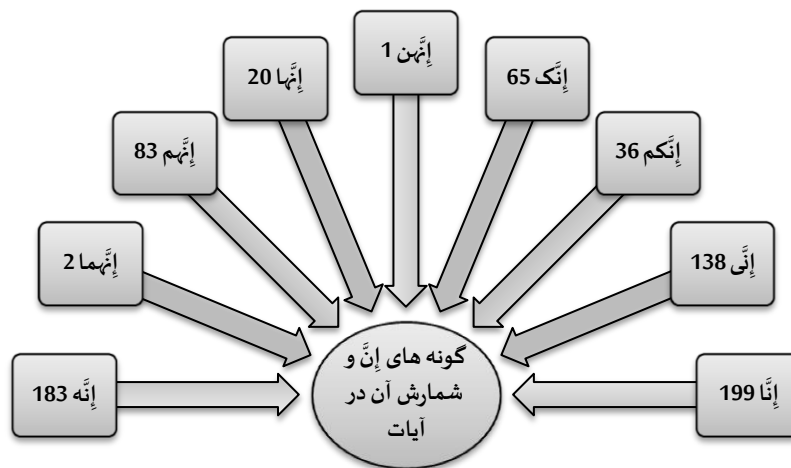 إِنَّهن 1
إِنَّها 20
إِنَّک 65
إِنَّهم 83
إِنَّکم 36
إِنَّهما 2
إِنَّی 138
إِنَّه 183
إِنَّا 199
گونه های إِنَّ و
شمارش آن در
آیات